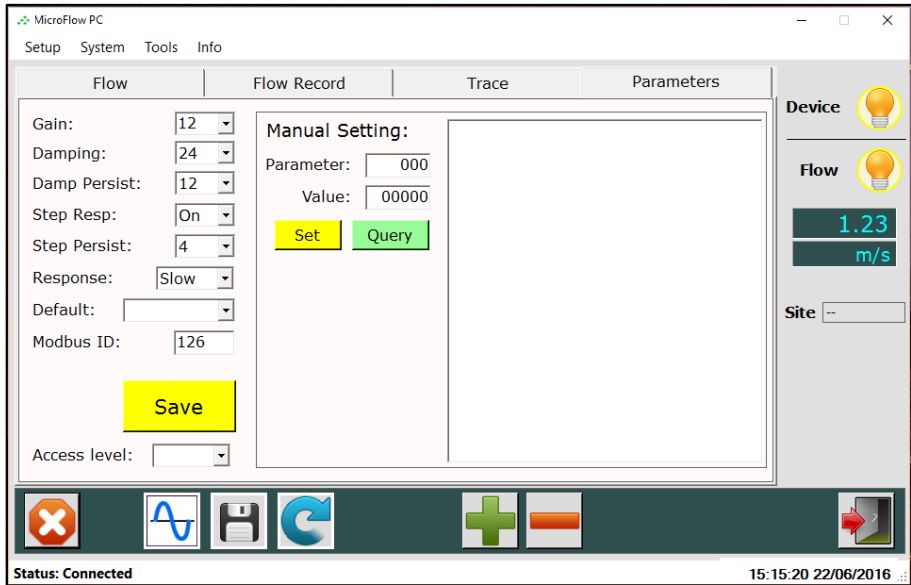 MicroFlow PC
Setup System Tools Info
Flow Flow Record Trace Parameters
Gain: 12
Damping: 24
Damp Persist: 12
Step Resp: On
Step Persist: 4
Response: Slow
Default:
Modbus ID: 126
Save
Access level:
Manual Setting:
Parameter: 000
Value: 00000
Set Query
Device
Flow
1.23
m/s
Site --
Status: Connected 15:15:20 22/06/2016